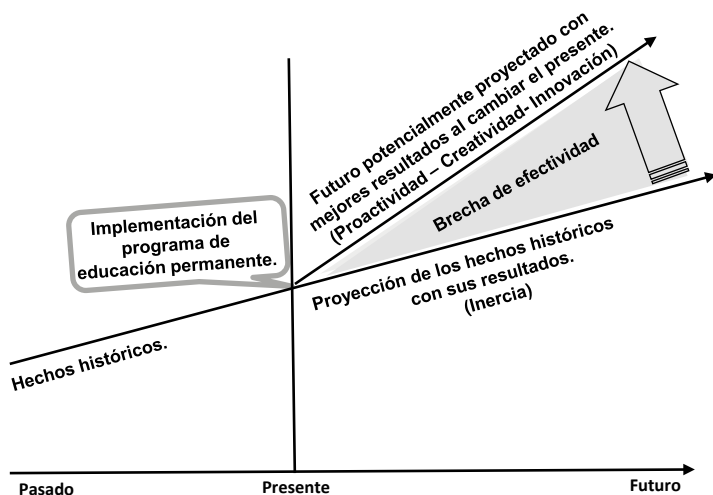 Futuro potencialmente proyectado con
mejores resultados al cambiar el presente.
(Proactividad – Creatividad- Innovación)
Brecha de efectividad
Implementación del
programa de
educación permanente.
Proyección de los hechos históricos
con sus resultados.
(Inercia)
Hechos históricos.
Pasado
Presente
Futuro